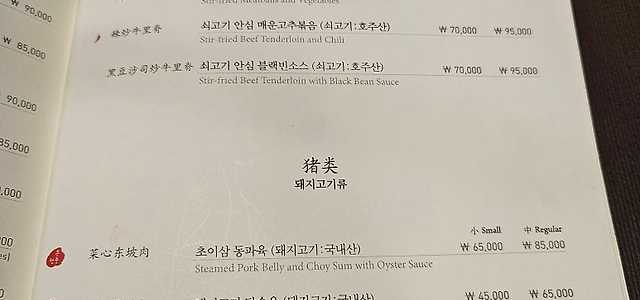 ₩ 90,000
₩ 85,000
90,000
85,000
,000
000
Stir-fried Meatballs and Vegetables
辣炒牛里脊 쇠고기 안심 매운고추볶음 (쇠고기:호주산) ₩ 70,000 ₩ 95,000
Stir-fried Beef Tenderloin and Chili
黑豆沙司炒牛里脊 쇠고기 안심 블랙빈소스 (쇠고기:호주산) ₩ 70,000 ₩ 95,000
Stir-fried Beef Tenderloin with Black Bean Sauce
猪类
돼지고기류
小 Small 中 Regular
菜心东坡肉 초이삼 동파육 (돼지고기:국내산) ₩ 65,000 ₩ 85,000
Steamed Pork Belly and Choy Sum with Oyster Sauce
(돼지고기:국내산) ₩ 45,000 ₩ 65,000